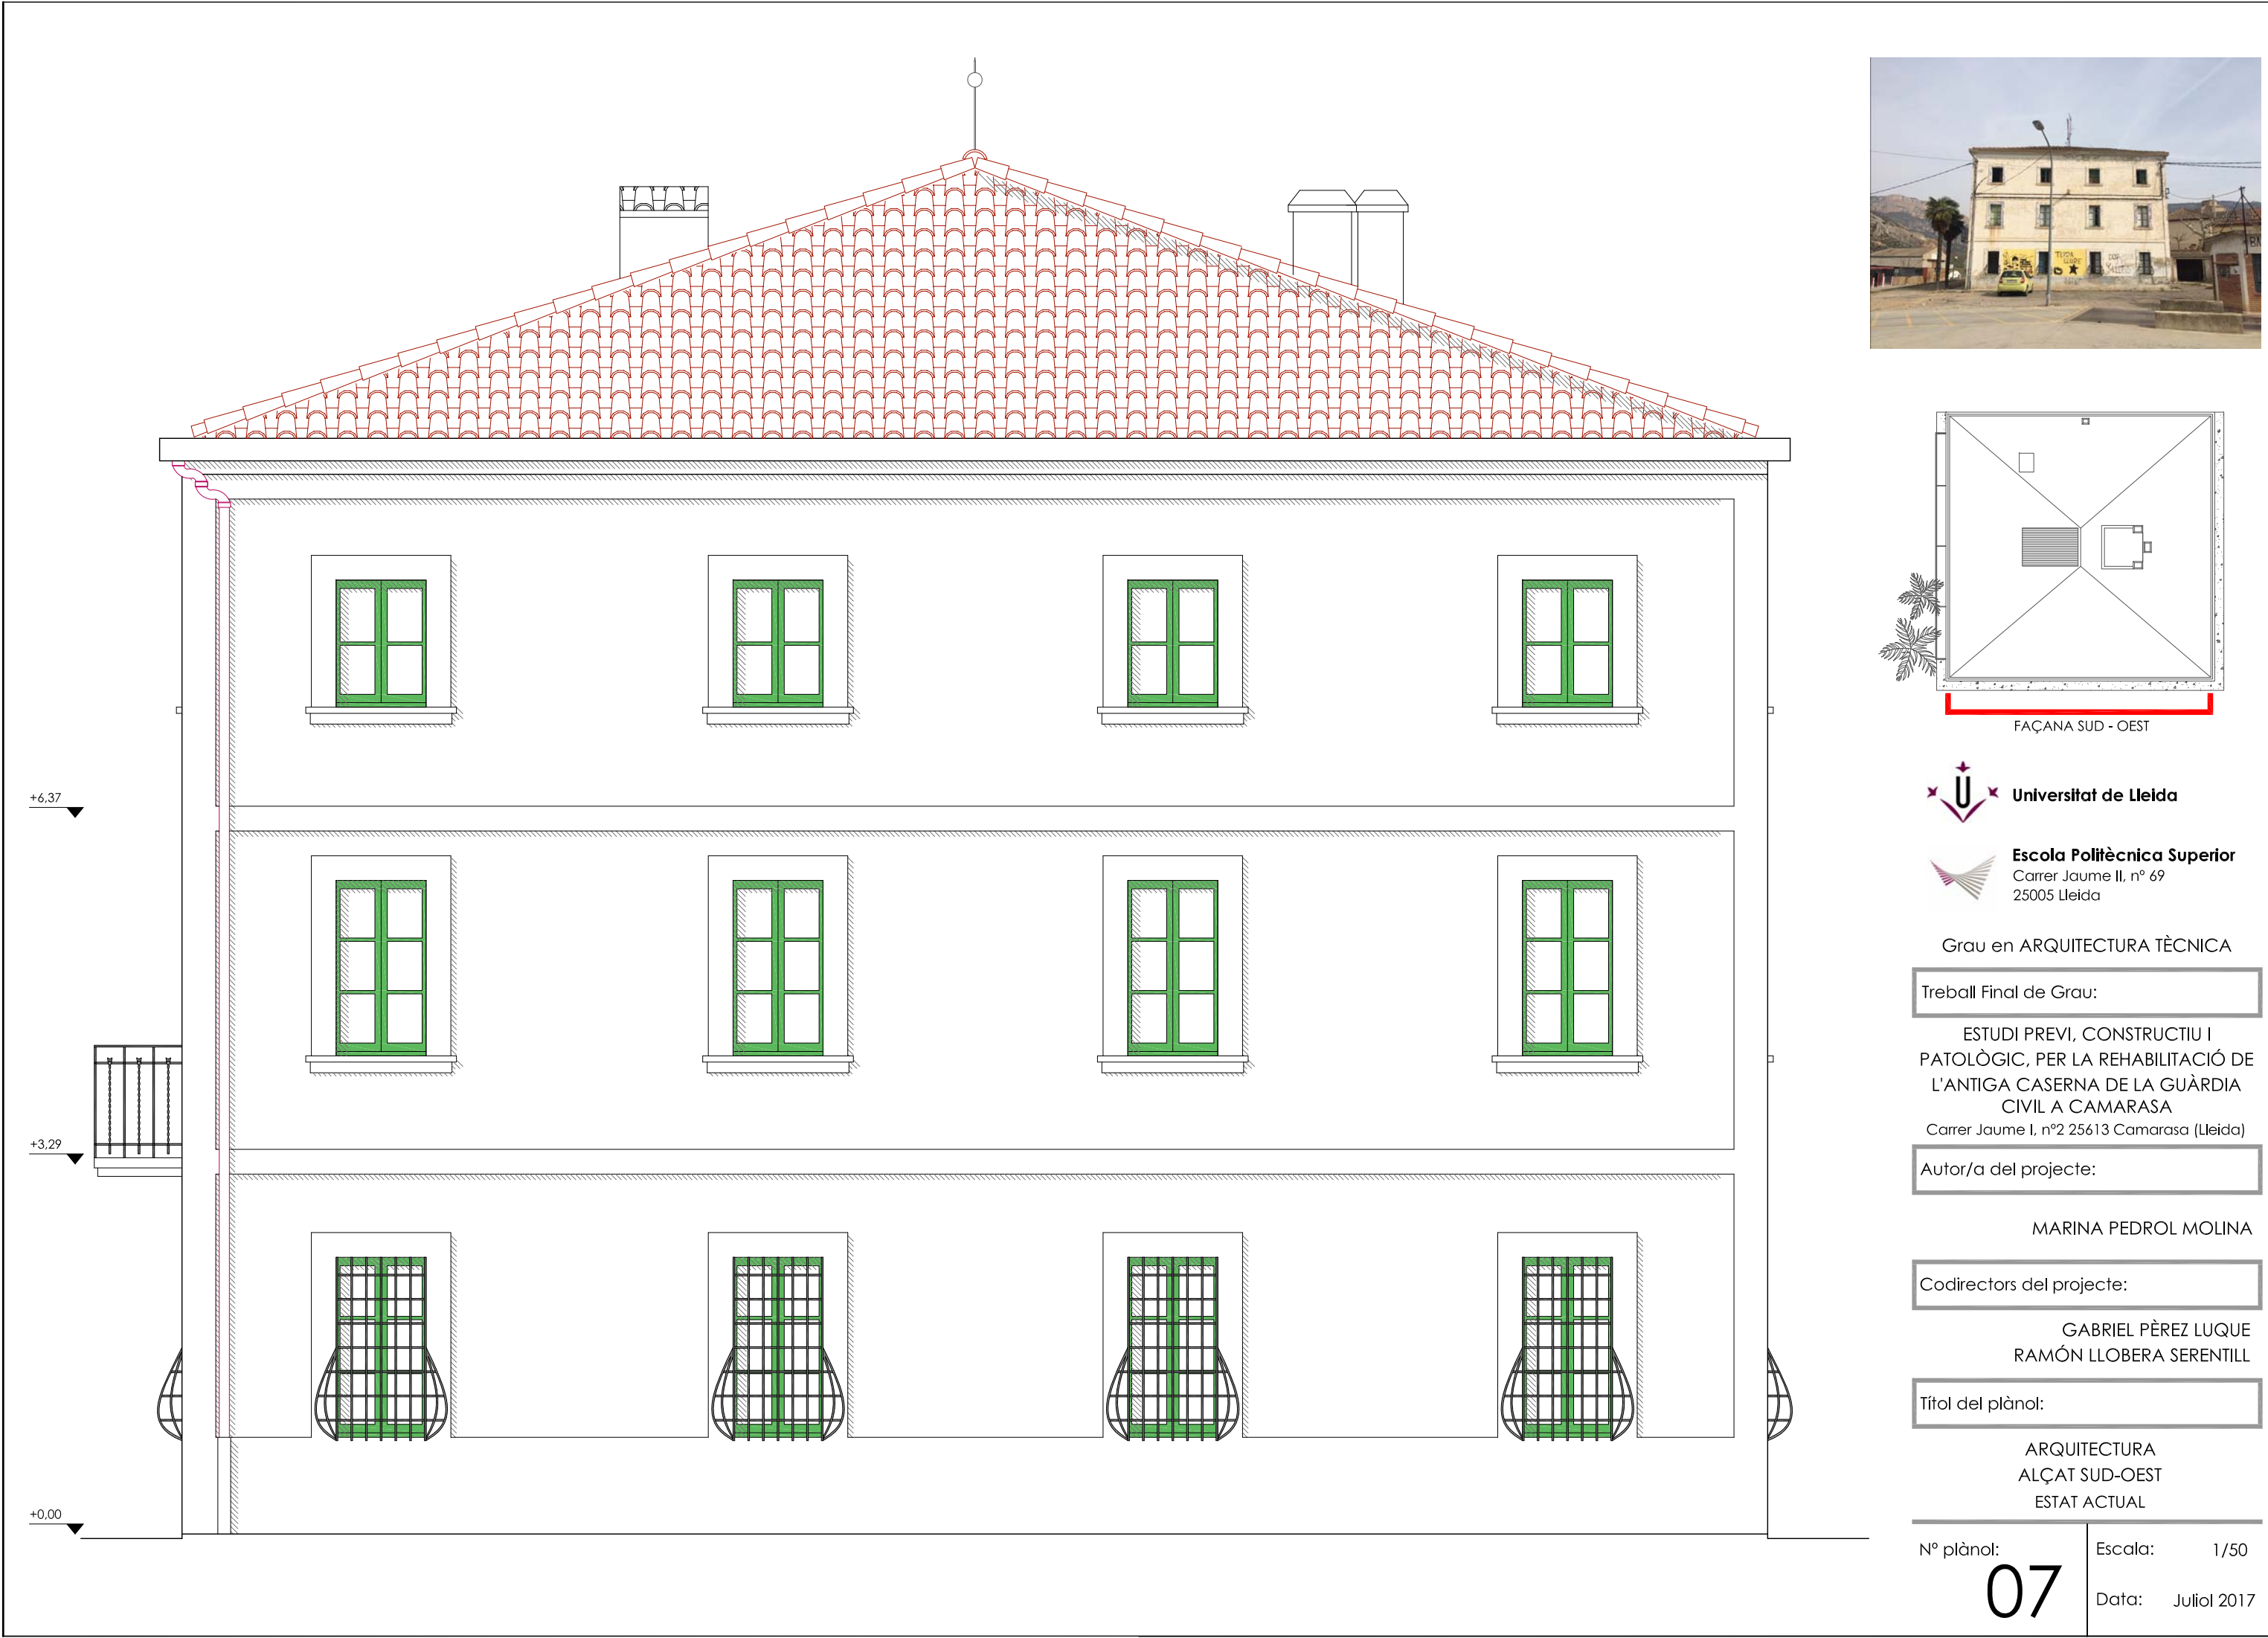 +6,37
+3,29
+0,00
FAÇANA SUD - OEST
Universitat de Lleida
Escola Politècnica Superior
Carrer Jaume II, nº 69
25005 Lleida
Grau en ARQUITECTURA TÈCNICA
Treball Final de Grau:
ESTUDI PREVI, CONSTRUCTIU I
PATOLÒGIC, PER LA REHABILITACIÓ DE
L'ANTIGA CASERNA DE LA GUÀRDIA
CIVIL A CAMARASA
Carrer Jaume I, nº2 25613 Camarasa (Lleida)
Autor/a del projecte:
MARINA PEDROL MOLINA
Codirectors del projecte:
GABRIEL PÈREZ LUQUE
RAMÓN LLOBERA SERENTILL
Títol del plànol:
ARQUITECTURA
ALÇAT SUD-OEST
ESTAT ACTUAL
Nº plànol:
07
Escala: 1/50
Data: Juliol 2017